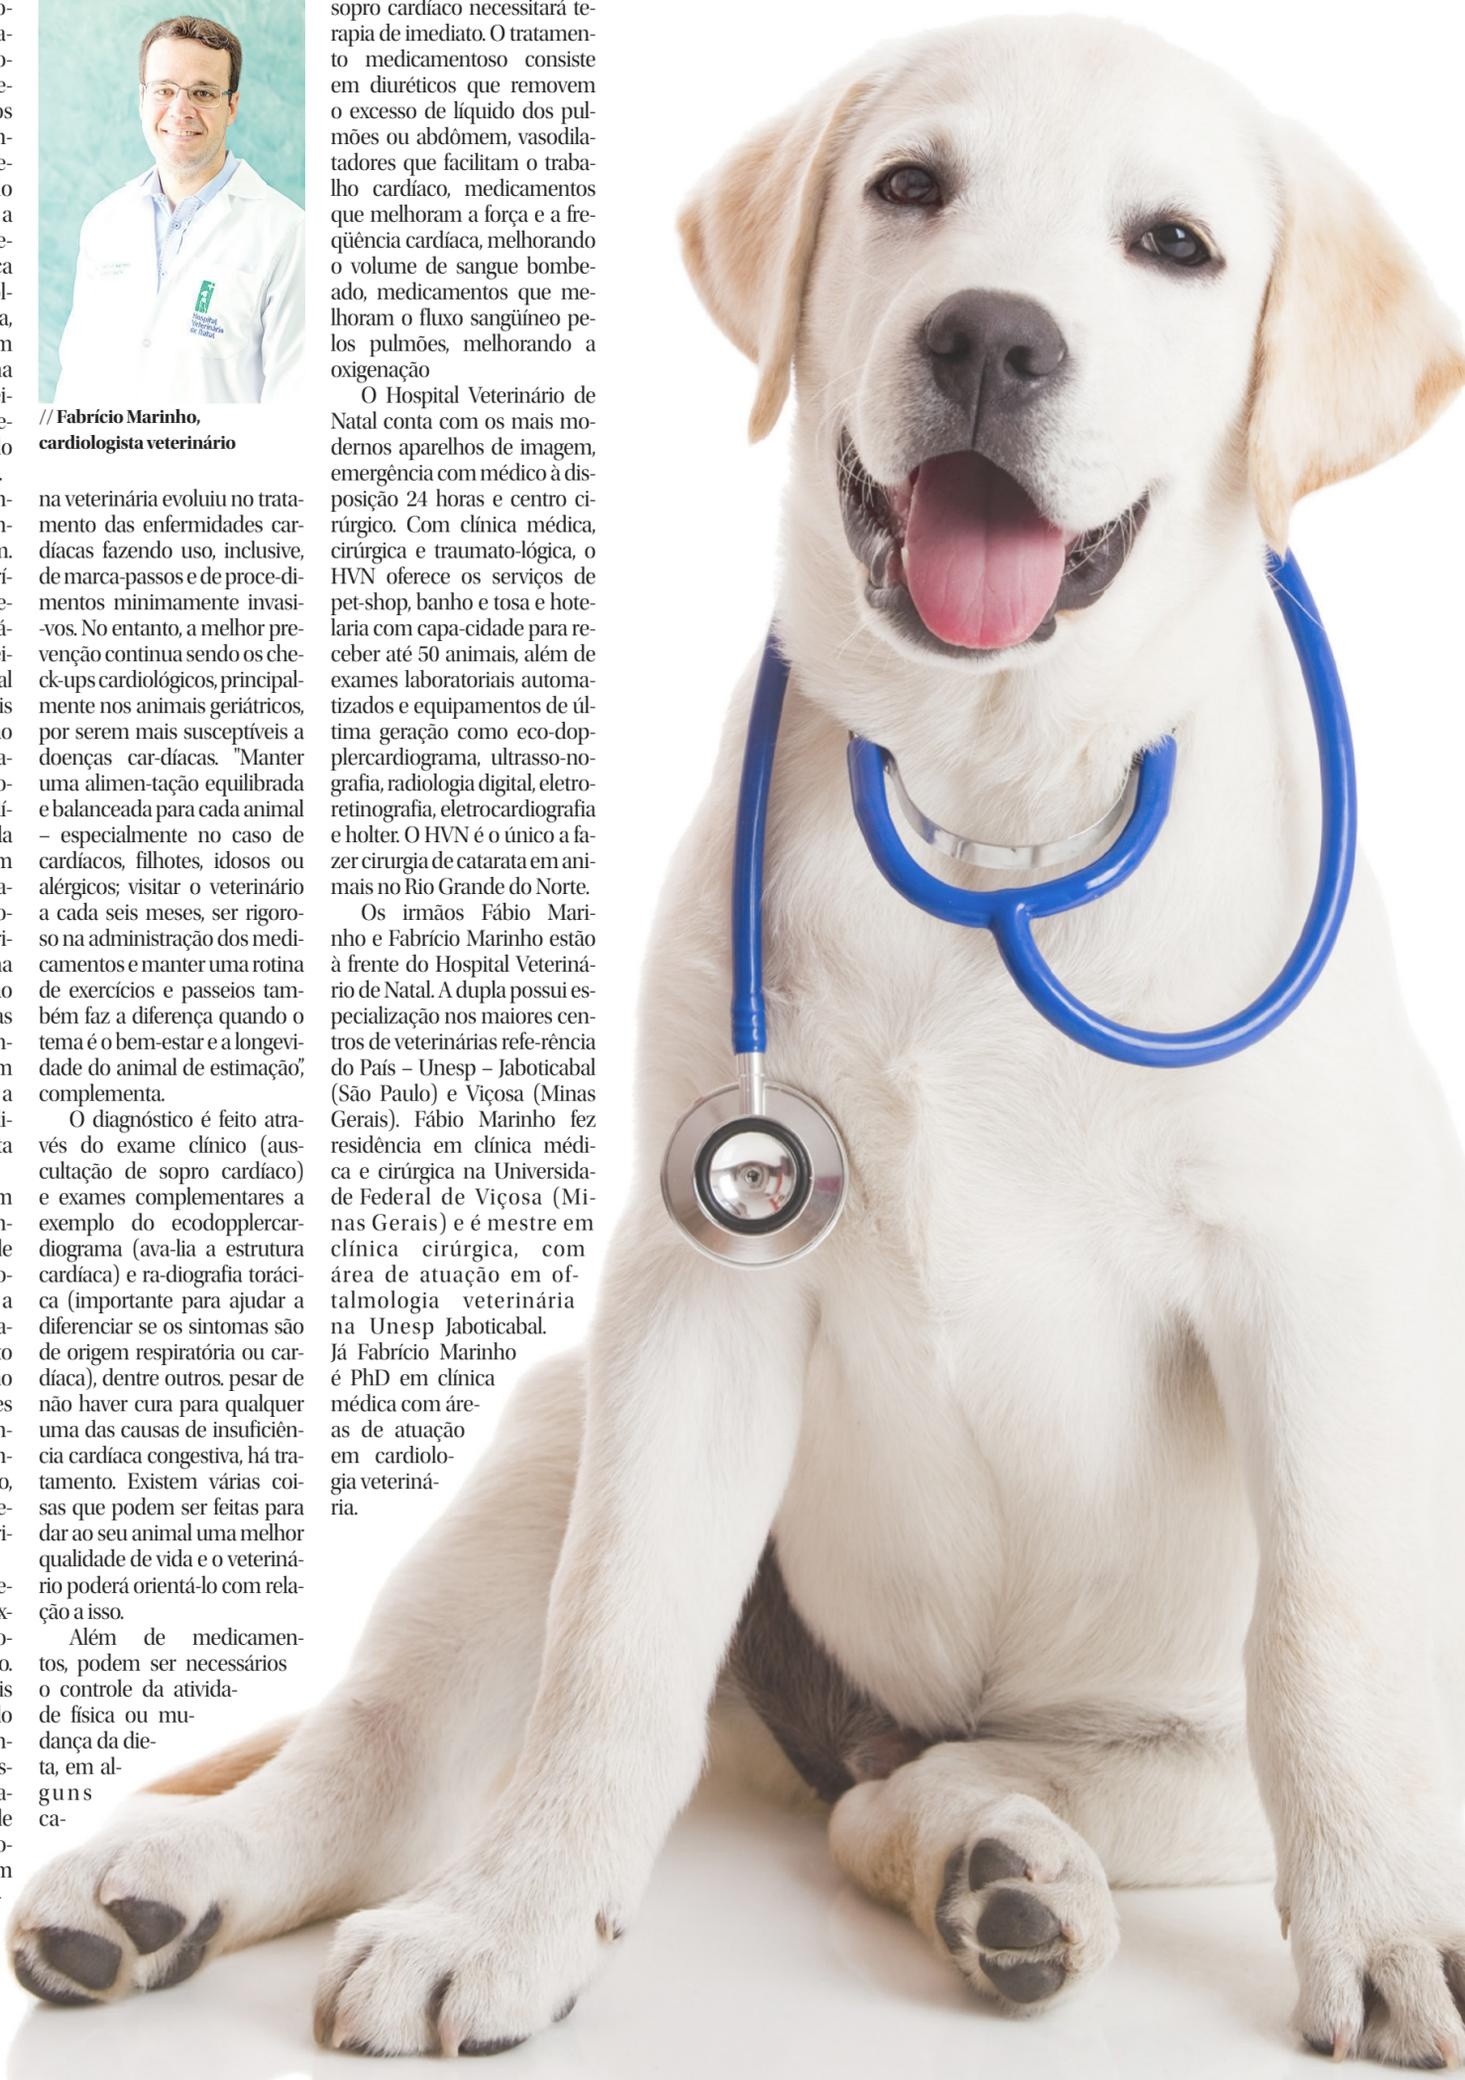 Hospital
Veterinário
de Natal
// Fabrício Marinho,
cardiologista veterinário
na veterinária evoluiu no trata-
mento das enfermidades car-
díacas fazendo uso, inclusive,
de marca-passos e de proce-di-
mentos minimamente invasi-
-vos. No entanto, a melhor pre-
venção continua sendo os che-
ck-ups cardiológicos, principal-
mente nos animais geriátricos,
por serem mais susceptíveis a
doenças car-díacas. "Manter
uma alimen-tação equilibrada
e balanceada para cada animal
– especialmente no caso de
cardíacos, filhotes, idosos ou
alérgicos; visitar o veterinário
a cada seis meses, ser rigoro-
so na administração dos medi-
camentos e manter uma rotina
de exercícios e passeios tam-
bém faz a diferença quando o
tema é o bem-estar e a longevi-
dade do animal de estimação”,
complementa.
O diagnóstico é feito atra-
vés do exame clínico (aus-
cultação de sopro cardíaco)
e exames complementares a
exemplo do ecodopplercar-
diograma (ava-lia a estrutura
cardíaca) e ra-diografia toráci-
ca (importante para ajudar a
diferenciar se os sintomas são
de origem respiratória ou car-
díaca), dentre outros. pesar de
não haver cura para qualquer
uma das causas de insuficiên-
cia cardíaca congestiva, há tra-
tamento. Existem várias coi-
sas que podem ser feitas para
dar ao seu animal uma melhor
qualidade de vida e o veteriná-
rio poderá orientá-lo com rela-
ção a isso.
Além de medicamen-
tos, podem ser necessários
o controle da ativida-
de física ou mu-
dança da die-
ta, em al-
guns
ca-
sopro cardíaco necessitará te-
rapia de imediato. O tratamen-
to medicamentoso consiste
em diuréticos que removem
o excesso de líquido dos pul-
mões ou abdômem, vasodila-
tadores que facilitam o traba-
lho cardíaco, medicamentos
que melhoram a força e a fre-
qüência cardíaca, melhorando
o volume de sangue bombe-
ado, medicamentos que me-
lhoram o fluxo sangüíneo pe-
los pulmões, melhorando a
oxigenação
O Hospital Veterinário de
Natal conta com os mais mo-
dernos aparelhos de imagem,
emergência com médico à dis-
posição 24 horas e centro ci-
rúrgico. Com clínica médica,
cirúrgica e traumato-lógica, o
HVN oferece os serviços de
pet-shop, banho e tosa e hote-
laria com capa-cidade para re-
ceber até 50 animais, além de
exames laboratoriais automa-
tizados e equipamentos de úl-
tima geração como eco-dop-
plercardiograma, ultrasso-no-
grafia, radiologia digital, eletro-
retinografia, eletrocardiografia
e holter. O HVN é o único a fa-
zer cirurgia de catarata em ani-
mais no Rio Grande do Norte.
Os irmãos Fábio Mari-
nho e Fabrício Marinho estão
à frente do Hospital Veteriná-
rio de Natal. A dupla possui es-
pecialização nos maiores cen-
tros de veterinárias refe-rência
do País – Unesp – Jaboticabal
(São Paulo) e Viçosa (Minas
Gerais). Fábio Marinho fez
residência em clínica médi-
ca e cirúrgica na Universida-
de Federal de Viçosa (Mi-
nas Gerais) e é mestre em
clínica cirúrgica, com
área de atuação em of-
talmologia veterinária
na Unesp Jaboticabal.
Já Fabrício Marinho
é PhD em clínica
médica com áre-
as de atuação
em cardiolo-
gia veteriná-
ria.